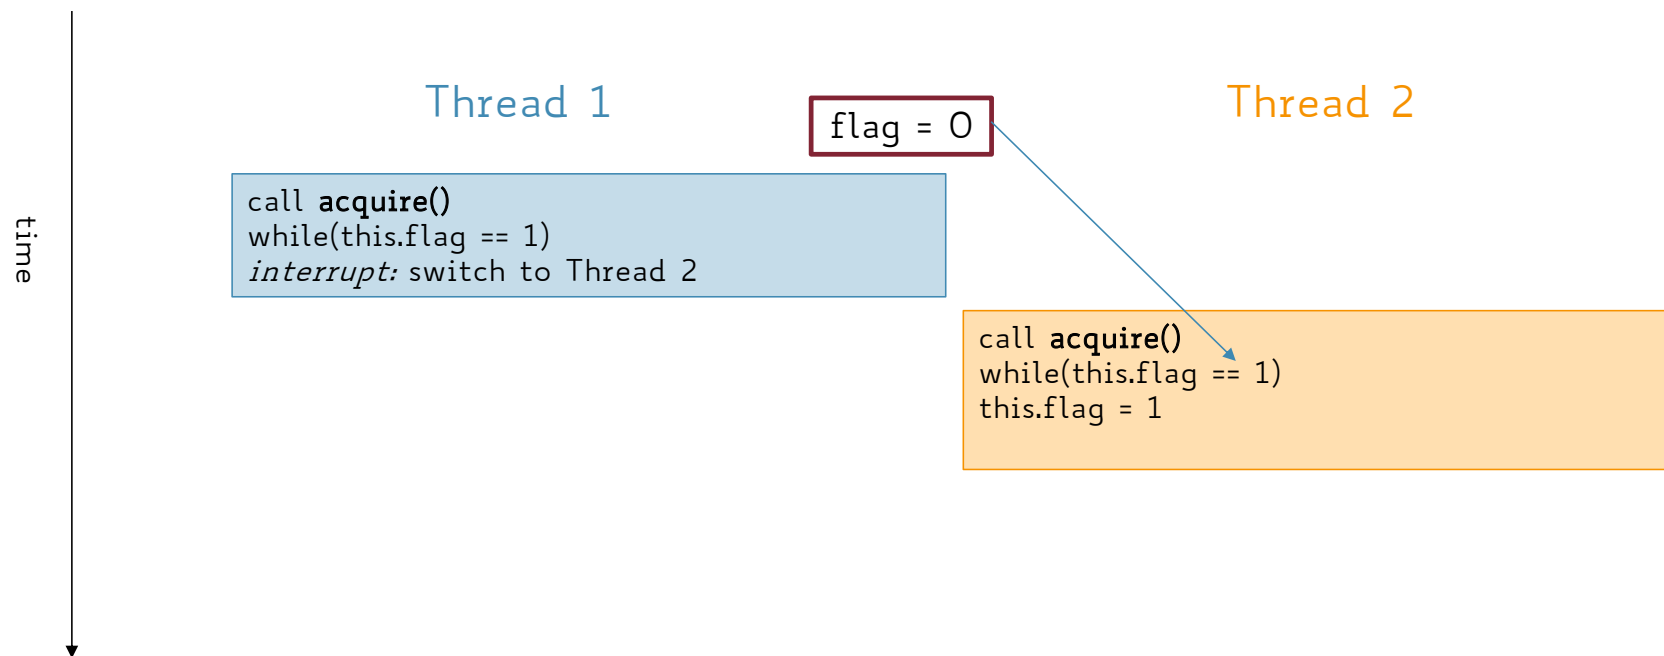 Thread 1
flag = 0
Thread 2
call acquire()
while(this.flag == 1)
interrupt: switch to Thread 2
call acquire()
while(this.flag == 1)
this.flag = 1
time